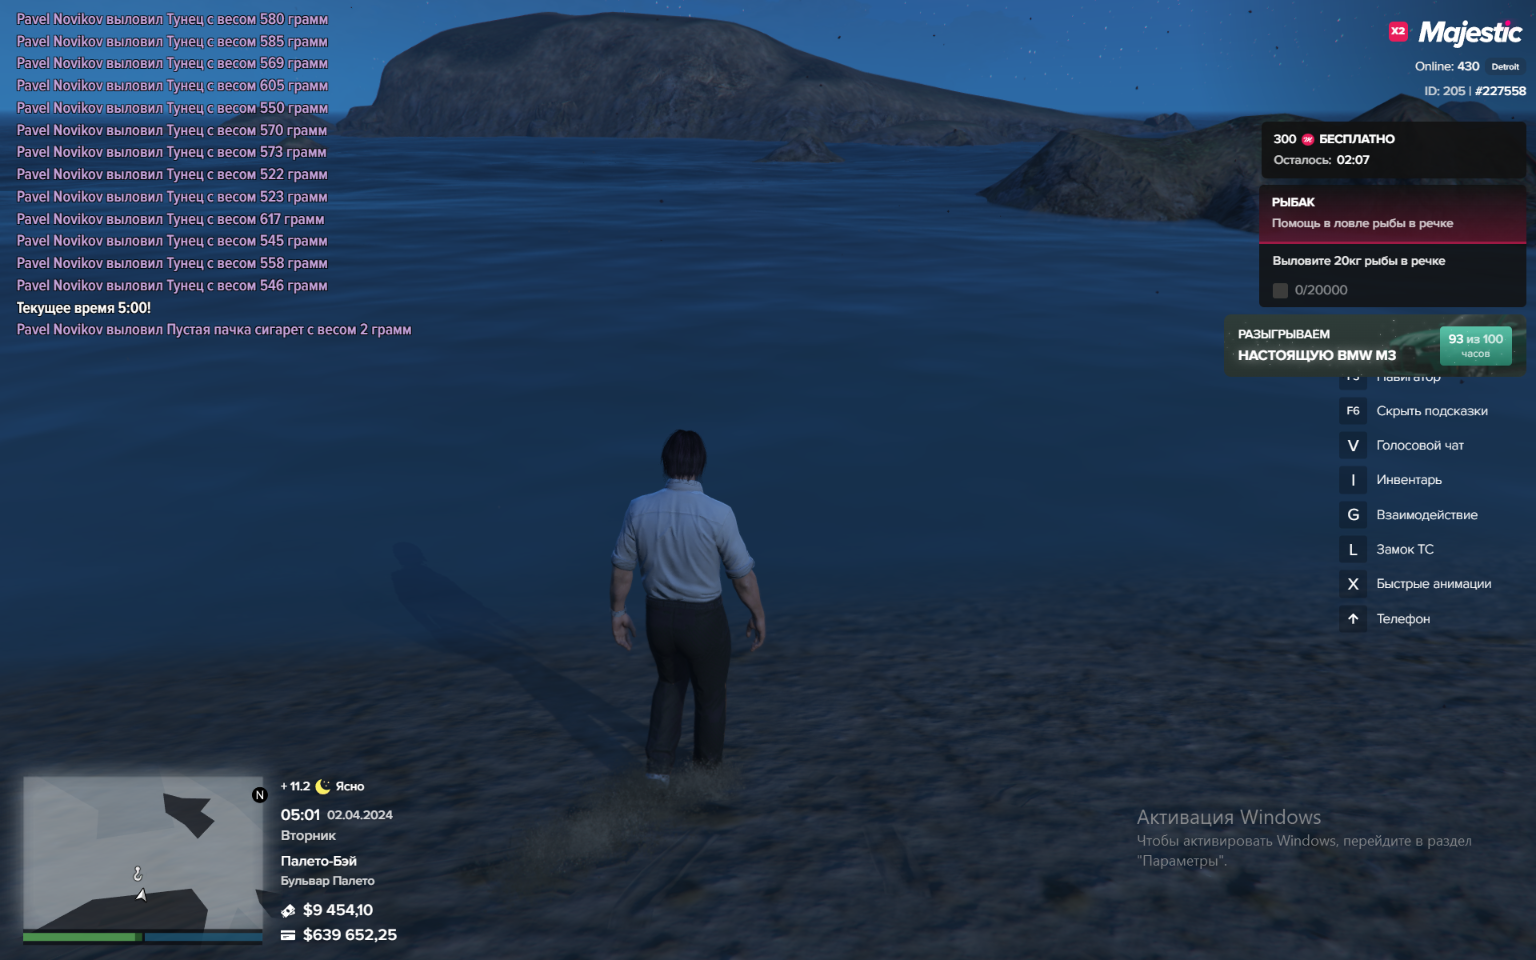 Pavel Novikov выловил Тунец с весом 580 грамм
Pavel Novikov выловил Тунец с весом 585 грамм
Pavel Novikov выловил Тунец с весом 569 грамм
Pavel Novikov выловил Тунец с весом 605 грамм
Pavel Novikov выловил Тунец с весом 550 грамм
Pavel Novikov выловил Тунец с весом 570 грамм
Pavel Novikov выловил Тунец с весом 573 грамм
Pavel Novikov выловил Тунец с весом 522 грамм
Pavel Novikov выловил Тунец с весом 523 грамм
Pavel Novikov выловил Тунец с весом 617 грамм
Pavel Novikov выловил Тунец с весом 545 грамм
Pavel Novikov выловил Тунец с весом 558 грамм
Pavel Novikov выловил Тунец с весом 546 грамм
Текущее время 5:00!
Pavel Novikov выловил Пустая пачка сигарет с весом 2 грамм
X2 Majestic
Online: 430 Detroit
ID: 205 | #227558
300 БЕСПЛАТНО
Осталось: 02:07
РЫБАК
Помощь в ловле рыбы в речке
Выловите 20кг рыбы в речке
0/20000
РАЗЫГРЫВАЕМ
НАСТОЯЩУЮ BMW M3
93 из 100
часов
Навигатор
F6 Скрыть подсказки
V Голосовой чат
I Инвентарь
G Взаимодействие
L Замок ТС
X Быстрые анимации
↑ Телефон
N
+ 11.2 Ясно
05:01 02.04.2024
Вторник
Палето-Бэй
Бульвар Палето
$9 454,10
$639 652,25
Активация Windows
Чтобы активировать Windows, перейдите в раздел
"Параметры".